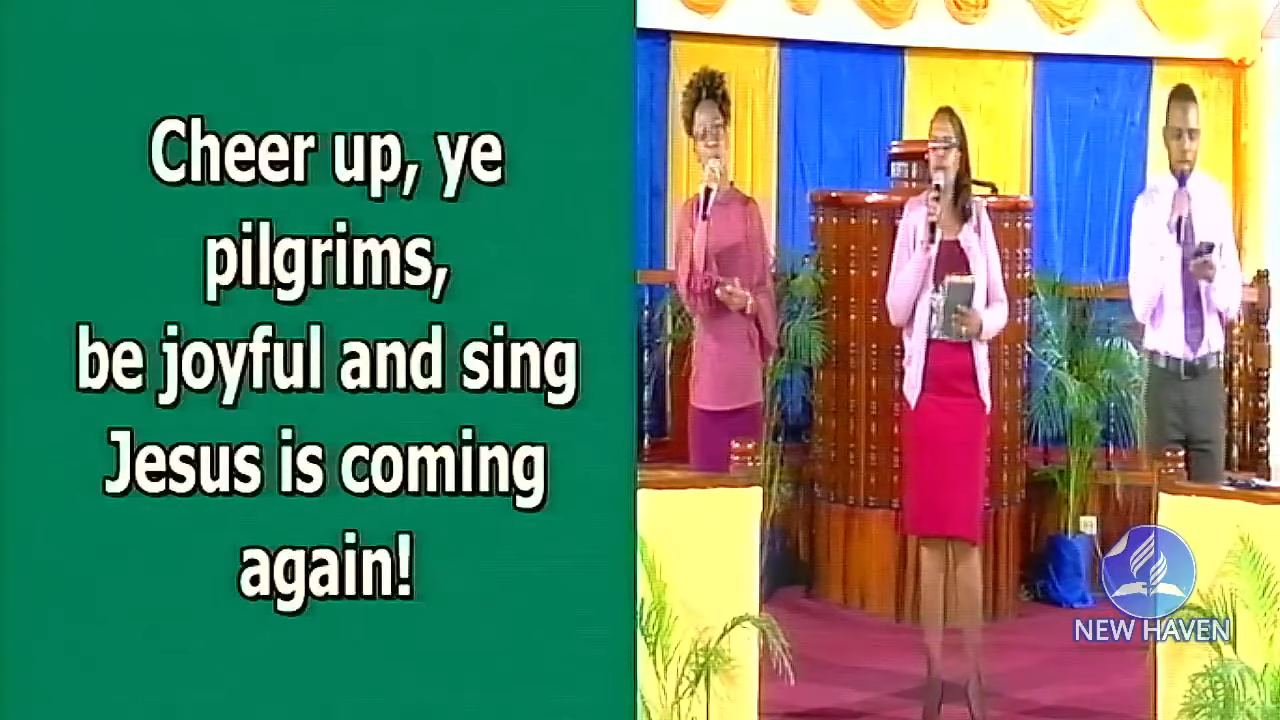 Cheer up, ye
pilgrims,
be joyful and sing
Jesus is coming
again!
NEW HAVEN